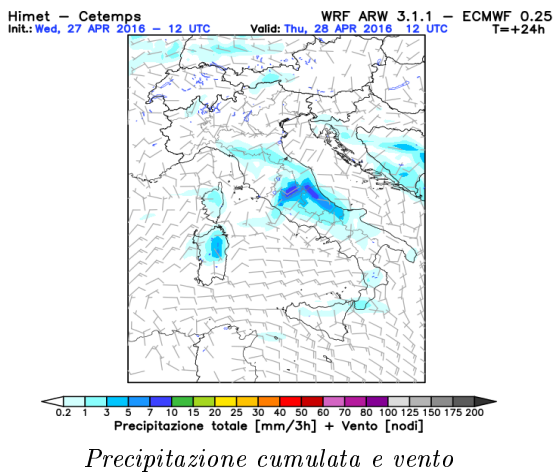 Himet – Cetemps WRF ARW 3.1.1 – ECMWF 0.25
Init.: Wed, 27 APR 2016 – 12 UTC Valid: Thu, 28 APR 2016 12 UTC T=+24h
0.2 1 3 5 7 10 15 20 25 30 40 50 60 70 80 100 125 150 175 200
Precipitazione totale [mm/3h] + Vento [nodi]
Precipitazione cumulata e vento